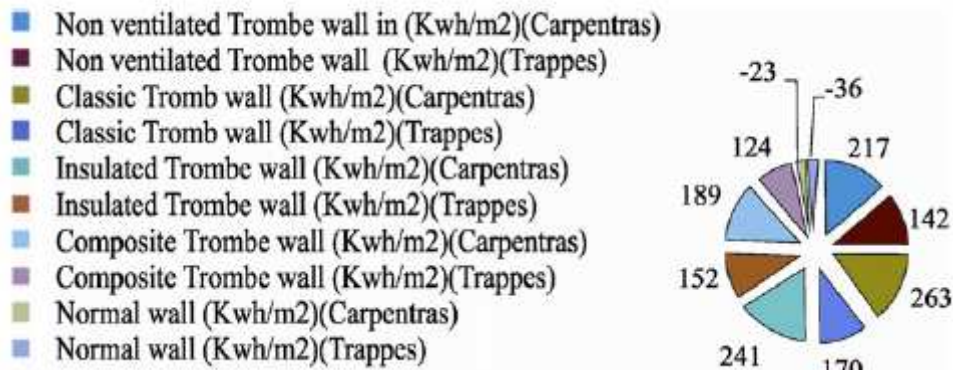 Non ventilated Trombe wall in (Kwh/m2)(Carpentras)
Non ventilated Trombe wall (Kwh/m2)(Trappes)
Classic Tromb wall (Kwh/m2)(Carpentras)
Classic Tromb wall (Kwh/m2)(Trappes)
Insulated Trombe wall (Kwh/m2)(Carpentras)
Insulated Trombe wall (Kwh/m2)(Trappes)
Composite Trombe wall (Kwh/m2)(Carpentras)
Composite Trombe wall (Kwh/m2)(Trappes)
Normal wall (Kwh/m2)(Carpentras)
Normal wall (Kwh/m2)(Trappes)
-23
-36
124
217
189
142
152
263
241